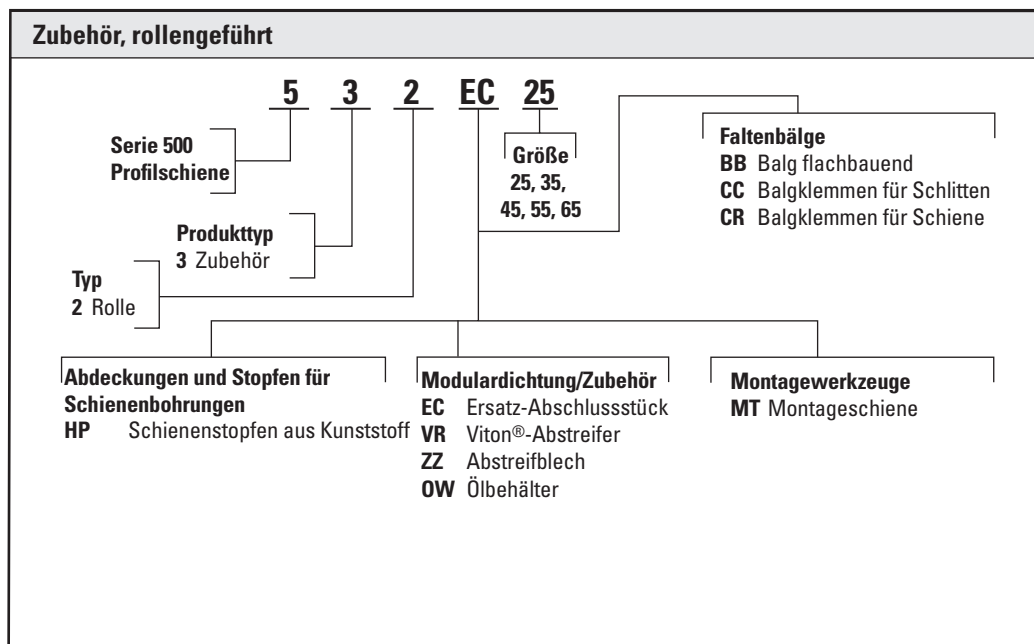 Zubehör, rollengeführt
5 3 2 EC 25
Serie 500
Profilschiene
Größe
25, 35,
45, 55, 65
Faltenbälge
BB Balg flachbauend
CC Balgklemmen für Schlitten
CR Balgklemmen für Schiene
Produkttyp
3 Zubehör
Typ
2 Rolle
Abdeckungen und Stopfen für
Schienenbohrungen
HP Schienenstopfen aus Kunststoff
Modulardichtung/Zubehör
EC Ersatz-Abschlussstück
VR Viton®-Abstreifer
ZZ Abstreifblech
OW Ölbehälter
Montagewerkzeuge
MT Montageschiene